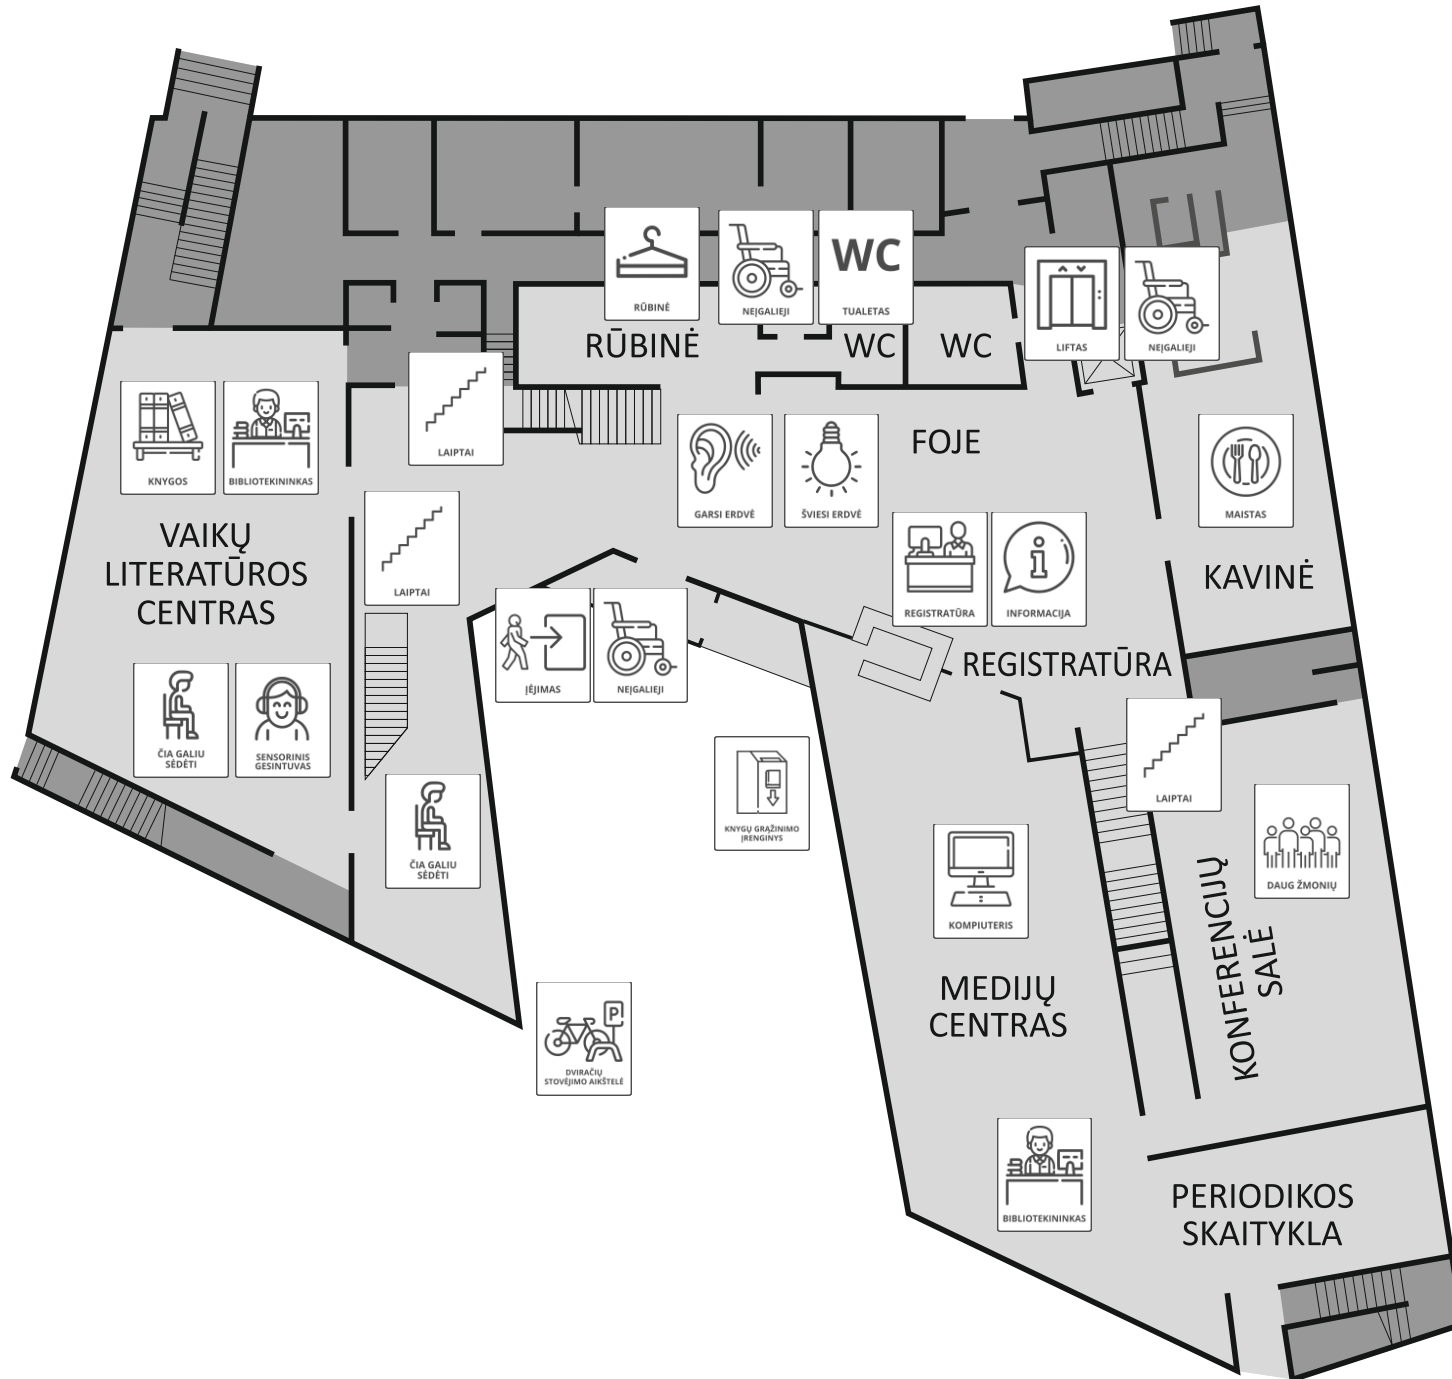 RŪBINĖ
NEĮGALIEJI
WC
TUALETAS
LIFTAS
NEĮGALIEJI
RŪBINĖ
WC
WC
LAIPTAI
KNYGOS
BIBLIOTEKININKAS
GARSI ERDVĖ
ŠVIESI ERDVĖ
FOJE
MAISTAS
VAIKŲ
LITERATŪROS
CENTRAS
LAIPTAI
REGISTRATŪRA
INFORMACIJA
KAVINĖ
ĮĖJIMAS
NEĮGALIEJI
REGISTRATŪRA
ČIA GALIU
SĖDĖTI
SENSORINIS
GESINTUVAS
LAIPTAI
KNYGŲ GRĄŽINIMO
ĮRENGINYS
ČIA GALIU
SĖDĖTI
KOMPIUTERIS
DAUG ŽMONIŲ
KONFERENCIJŲ
SALĖ
MEDIJŲ
CENTRAS
P
DVIRAČIŲ
STOVĖJIMO AIKŠTELĖ
BIBLIOTEKININKAS
PERIODIKOS
SKAITYKLA